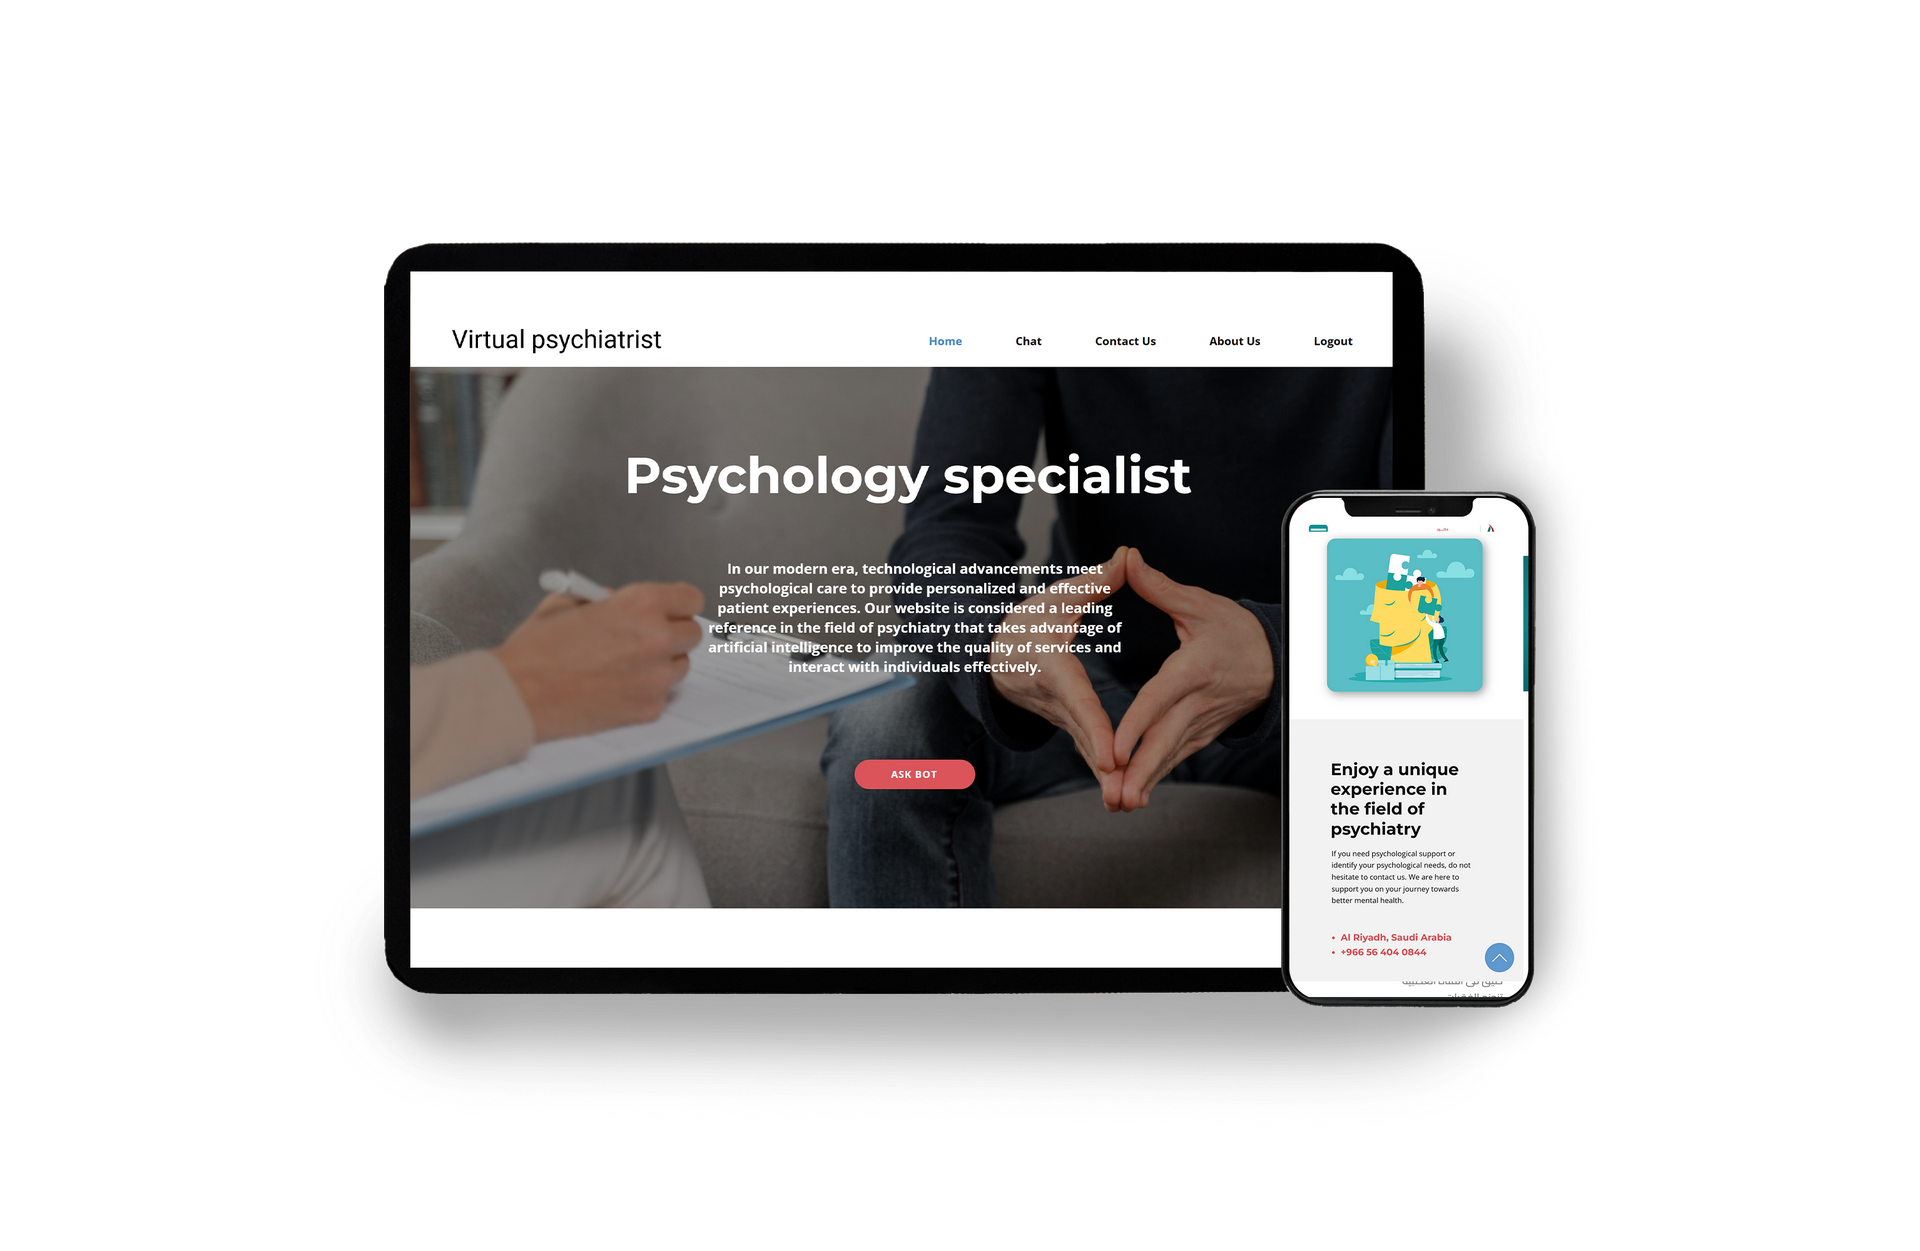 Virtual psychiatrist
Home
Chat
Contact Us
About Us
Logout
Psychology specialist
In our modern era, technological advancements meet
psychological care to provide personalized and effective
patient experiences. Our website is considered a leading
reference in the field of psychiatry that takes advantage of
artificial intelligence to improve the quality of services and
interact with individuals effectively.
ASK BOT
Enjoy a unique
experience in
the field of
psychiatry
If you need psychological support or
identify your psychological needs, do not
hesitate to contact us. We are here to
support you on your journey towards
better mental health.
• Al Riyadh, Saudi Arabia
• +966 56 404 0844